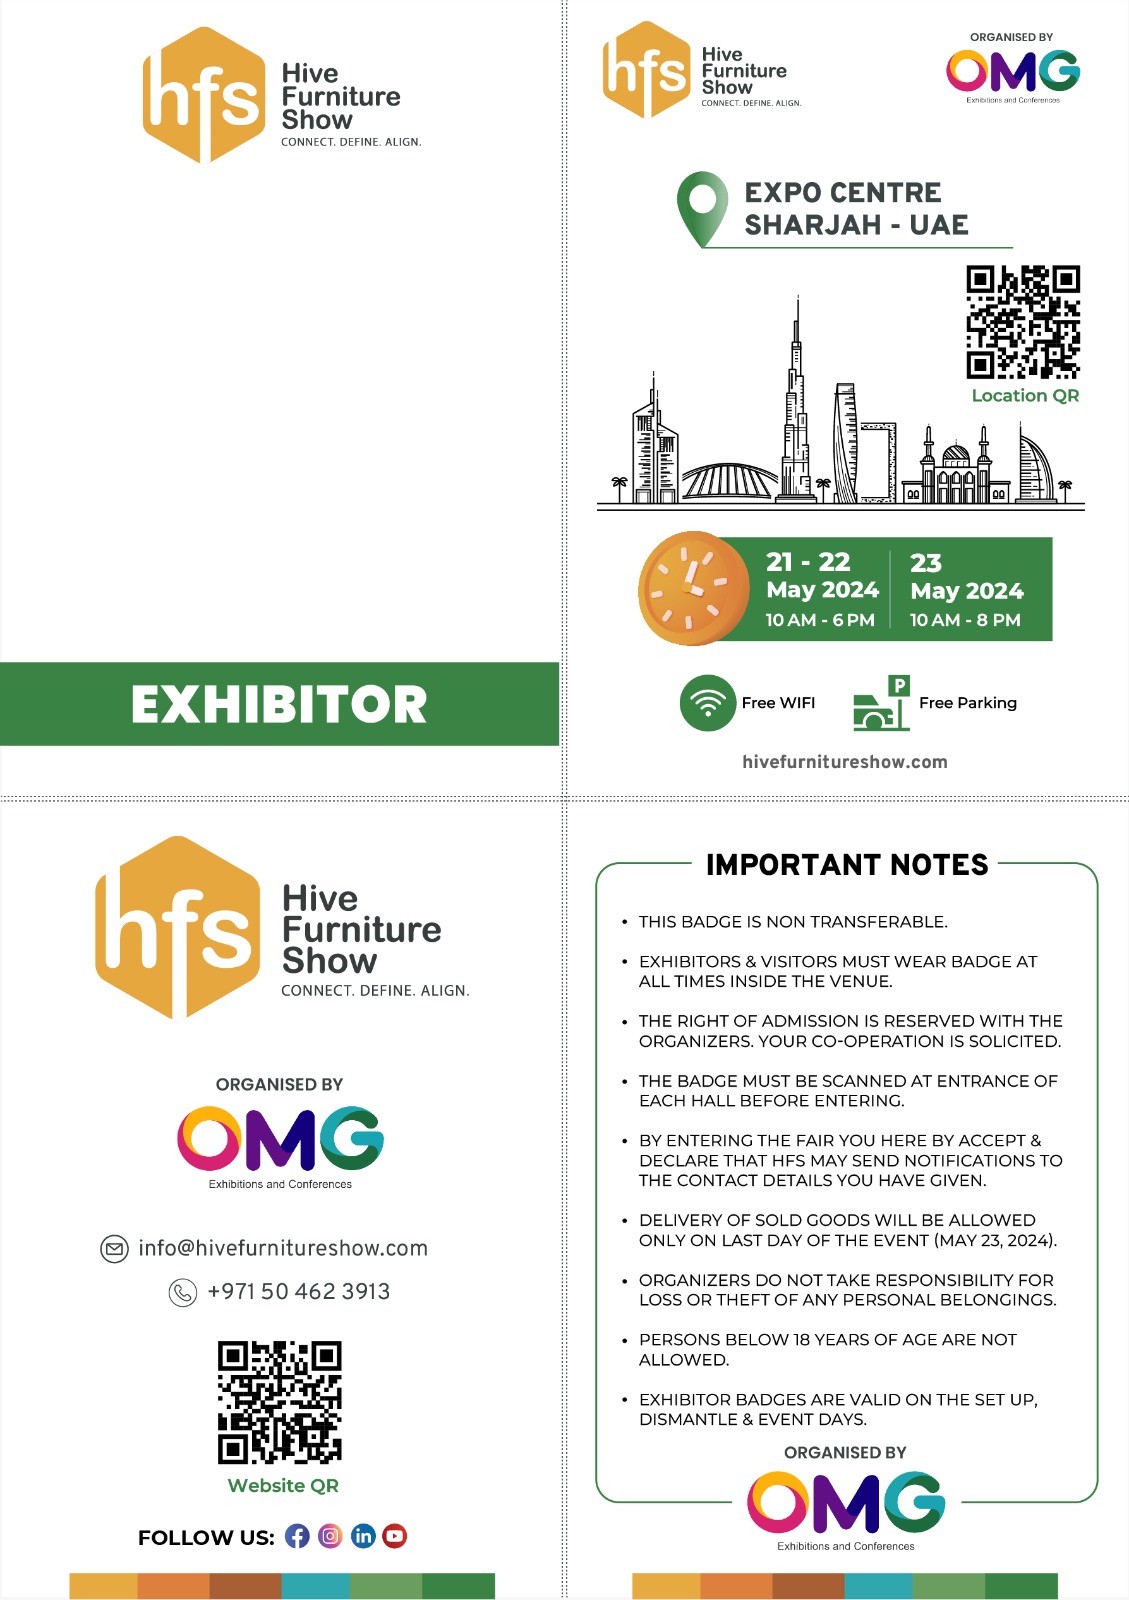 hfs
Hive
Furniture
Show
CONNECT. DEFINE. ALIGN.
EXHIBITOR
hfs
Hive
Furniture
Show
CONNECT. DEFINE. ALIGN.
ORGANISED BY
OMG
Exhibitions and Conferences
EXPO CENTRE
SHARJAH - UAE
Location QR
21 - 22
May 2024
10 AM - 6 PM
23
May 2024
10 AM - 8 PM
Free WIFI
P
Free Parking
hivefurnitureshow.com
hfs
Hive
Furniture
Show
CONNECT. DEFINE. ALIGN.
ORGANISED BY
OMG
Exhibitions and Conferences
info@hivefurnitureshow.com
+971 50 462 3913
Website QR
FOLLOW US:
IMPORTANT NOTES
• THIS BADGE IS NON TRANSFERABLE.
• EXHIBITORS & VISITORS MUST WEAR BADGE AT
ALL TIMES INSIDE THE VENUE.
• THE RIGHT OF ADMISSION IS RESERVED WITH THE
ORGANIZERS. YOUR CO-OPERATION IS SOLICITED.
• THE BADGE MUST BE SCANNED AT ENTRANCE OF
EACH HALL BEFORE ENTERING.
• BY ENTERING THE FAIR YOU HERE BY ACCEPT &
DECLARE THAT HFS MAY SEND NOTIFICATIONS TO
THE CONTACT DETAILS YOU HAVE GIVEN.
• DELIVERY OF SOLD GOODS WILL BE ALLOWED
ONLY ON LAST DAY OF THE EVENT (MAY 23, 2024).
• ORGANIZERS DO NOT TAKE RESPONSIBILITY FOR
LOSS OR THEFT OF ANY PERSONAL BELONGINGS.
• PERSONS BELOW 18 YEARS OF AGE ARE NOT
ALLOWED.
• EXHIBITOR BADGES ARE VALID ON THE SET UP,
DISMANTLE & EVENT DAYS.
ORGANISED BY
OMG
Exhibitions and Conferences